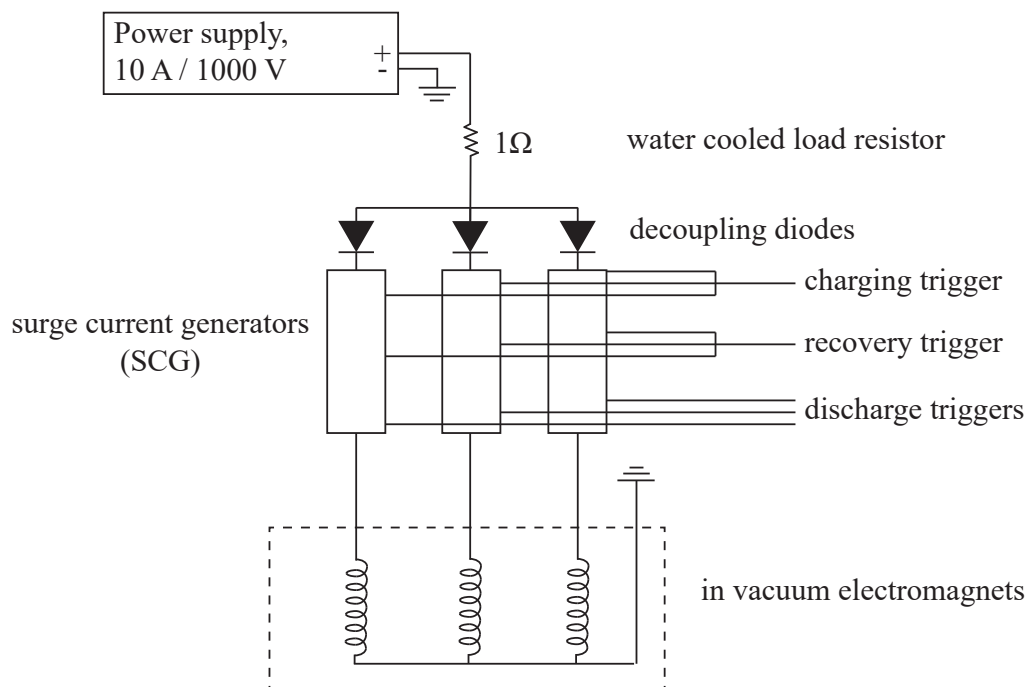 Power supply,
10 A / 1000 V
+
-
1Ω
water cooled load resistor
decoupling diodes
charging trigger
surge current generators
(SCG)
recovery trigger
discharge triggers
in vacuum electromagnets